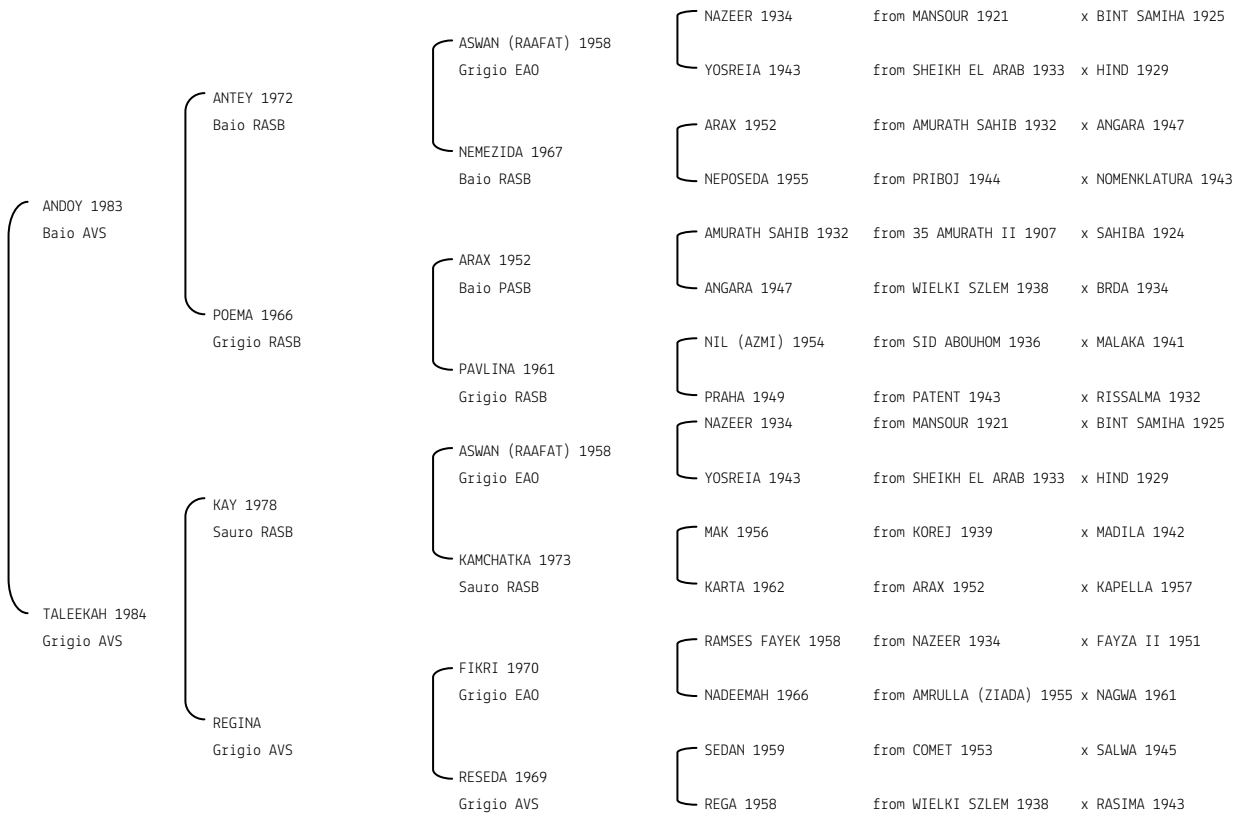 NAZEER 1934 from MANSOUR 1921 x BINT SAMIHA 1925
ASWAN (RAAFAT) 1958
Grigio EAO YOSREIA 1943 from SHEIKH EL ARAB 1933 x HIND 1929
ANTEY 1972
Baio RASB ARAX 1952 from AMURATH SAHIB 1932 x ANGARA 1947
NEMEZIDA 1967
Baio RASB NEPOSEDA 1955 from PRIBOJ 1944 x NOMENKLATURA 1943
ANDOY 1983
Baio AVS AMURATH SAHIB 1932 from 35 AMURATH II 1907 x SAHIBA 1924
ARAX 1952
Baio PASB ANGARA 1947 from WIELKI SZLEM 1938 x BRDA 1934
POEMA 1966
Grigio RASB NIL (AZMI) 1954 from SID ABOUHOM 1936 x MALAKA 1941
PAVLINA 1961
Grigio RASB PRAHA 1949 from PATENT 1943 x RISSALMA 1932
NAZEER 1934 from MANSOUR 1921 x BINT SAMIHA 1925
ASWAN (RAAFAT) 1958
Grigio EAO YOSREIA 1943 from SHEIKH EL ARAB 1933 x HIND 1929
KAY 1978
Sauro RASB MAK 1956 from KOREJ 1939 x MADILA 1942
KAMCHATKA 1973
Sauro RASB KARTA 1962 from ARAX 1952 x KAPELLA 1957
TALEEKAH 1984
Grigio AVS RAMSES FAYEK 1958 from NAZEER 1934 x FAYZA II 1951
FIKRI 1970
Grigio EAO NADEEMAH 1966 from AMRULLA (ZIADA) 1955 x NAGWA 1961
REGINA
Grigio AVS SEDAN 1959 from COMET 1953 x SALWA 1945
RESEDA 1969
Grigio AVS REGA 1958 from WIELKI SZLEM 1938 x RASIMA 1943